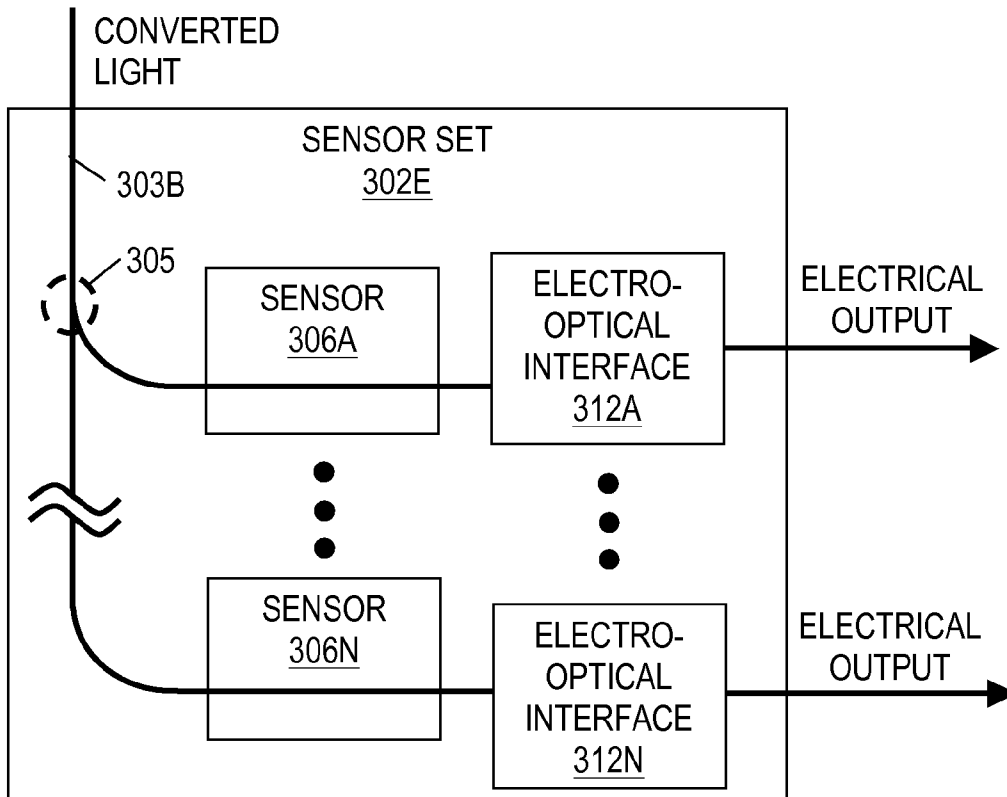 CONVERTED
LIGHT
SENSOR SET
302E
303B
305
SENSOR
306A
ELECTRO-
OPTICAL
INTERFACE
312A
ELECTRICAL
OUTPUT
SENSOR
306N
ELECTRO-
OPTICAL
INTERFACE
312N
ELECTRICAL
OUTPUT